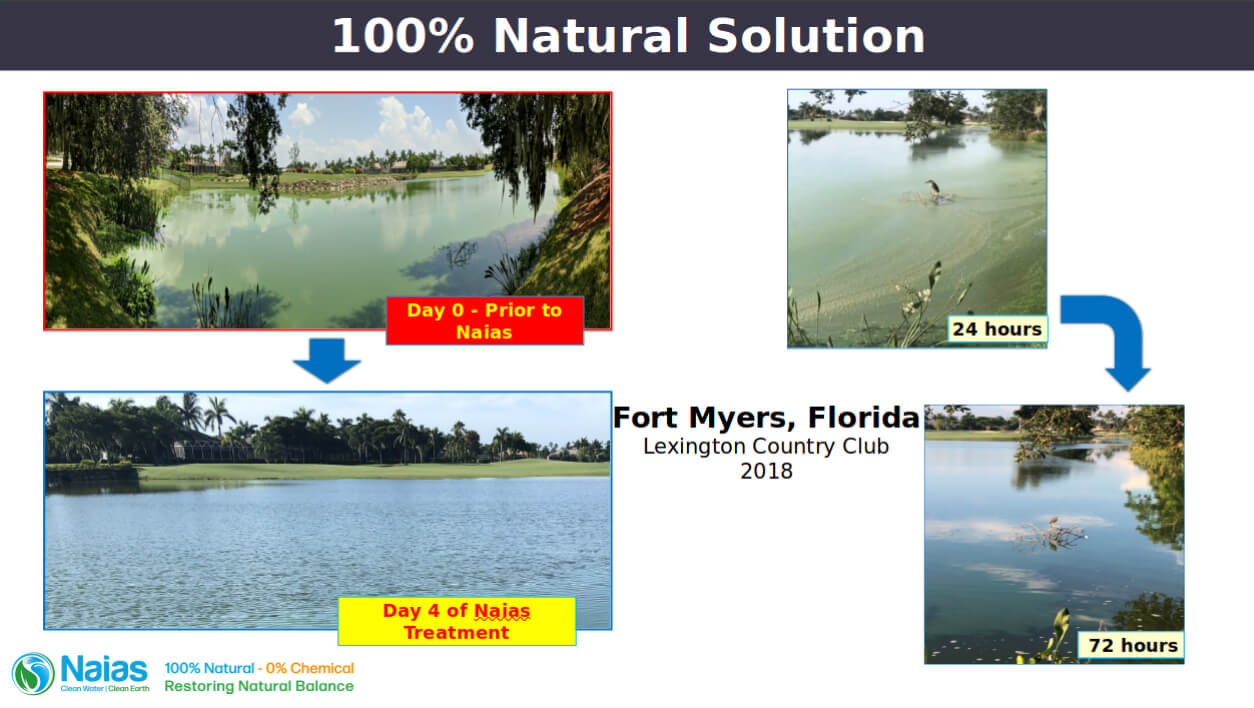 100% Natural Solution
Day 0 - Prior to
Naias
24 hours
Fort Myers, Florida
Lexington Country Club
2018
Day 4 of Naias
Treatment
72 hours
Naias
Clean Water | Clean Earth
100% Natural - 0% Chemical
Restoring Natural Balance